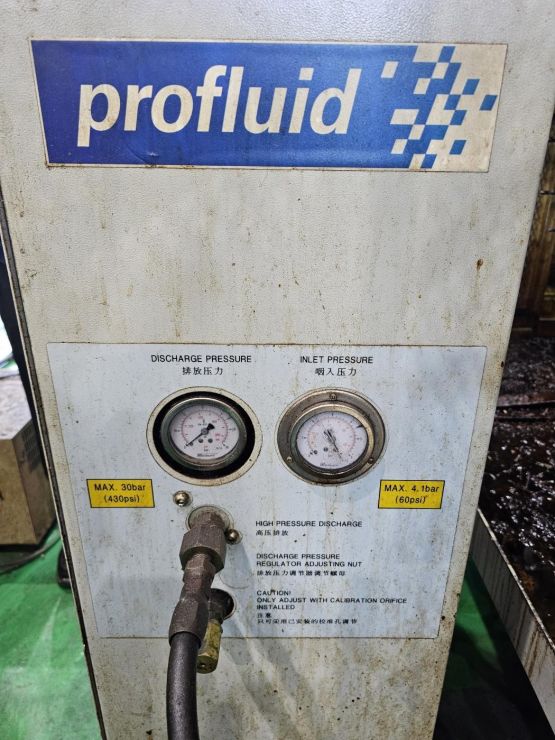 profluid
DISCHARGE PRESSURE
排放压力
INLET PRESSURE
咽入压力
MAX. 30bar
(430psi)
MAX. 4.1bar
(60psi)
HIGH PRESSURE DISCHARGE
高压排放
DISCHARGE PRESSURE
REGULATOR ADJUSTING NUT
排放压力调节器调节螺母
CAUTION!
ONLY ADJUST WITH CALIBRATION ORIFICE
INSTALLED
注意
只可采准已安装的校准孔调节